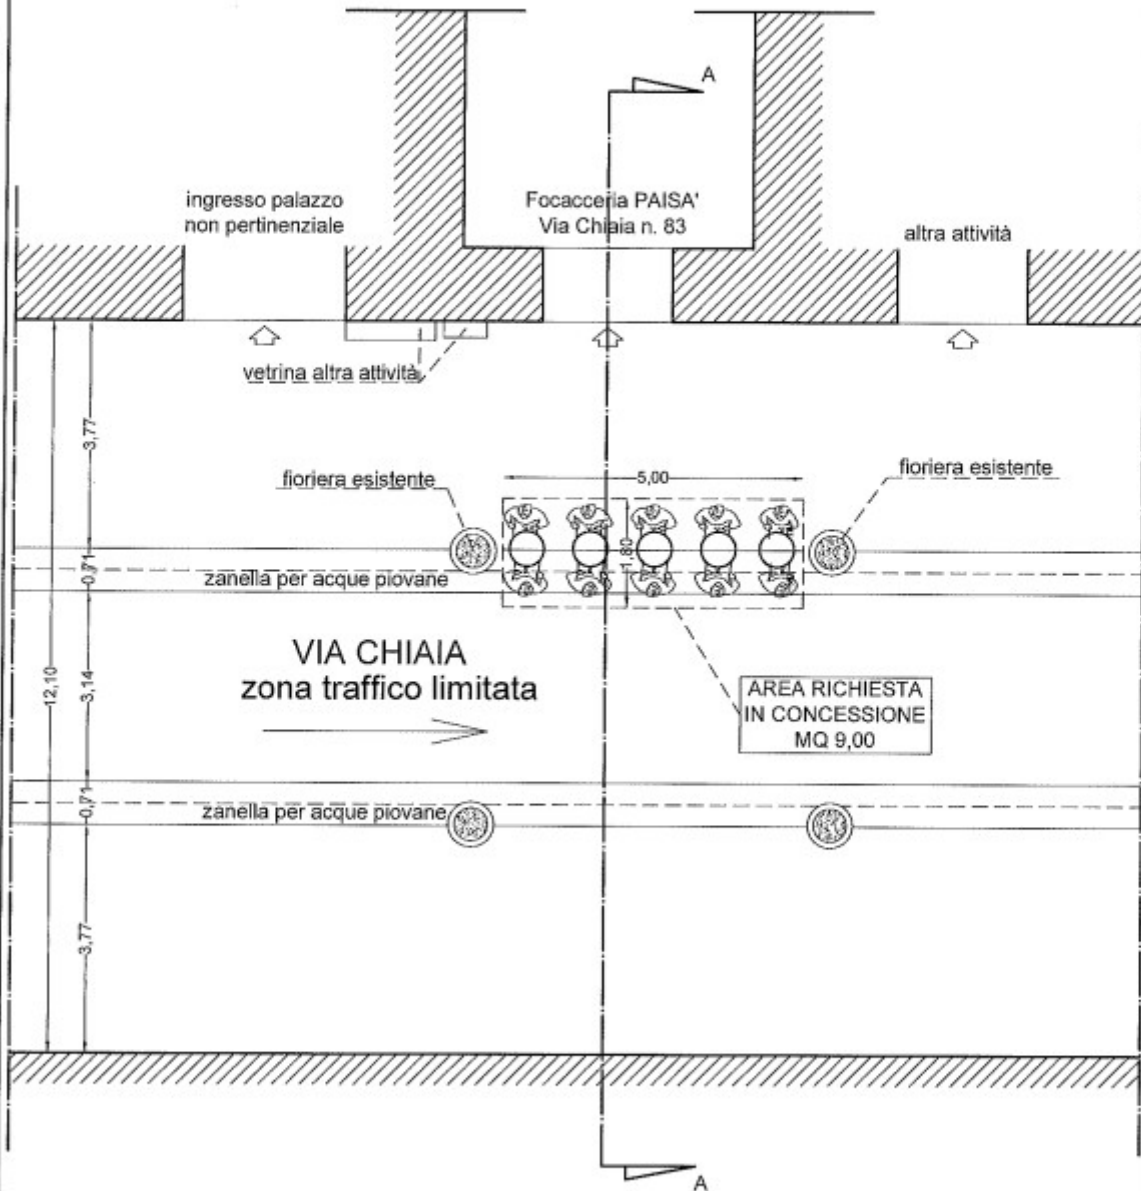 A
ingresso palazzo
non pertinenziale
Focacceria PAISA'
Via Chiaia n. 83
altra attività
vetrina altra attività
3,77
fioriera esistente
5,00
fioriera esistente
1,80
0,71
zanella per acque piovane
VIA CHIAIA
zona traffico limitata
12,10
3,14
AREA RICHIESTA
IN CONCESSIONE
MQ 9,00
0,71
zanella per acque piovane
3,77
A